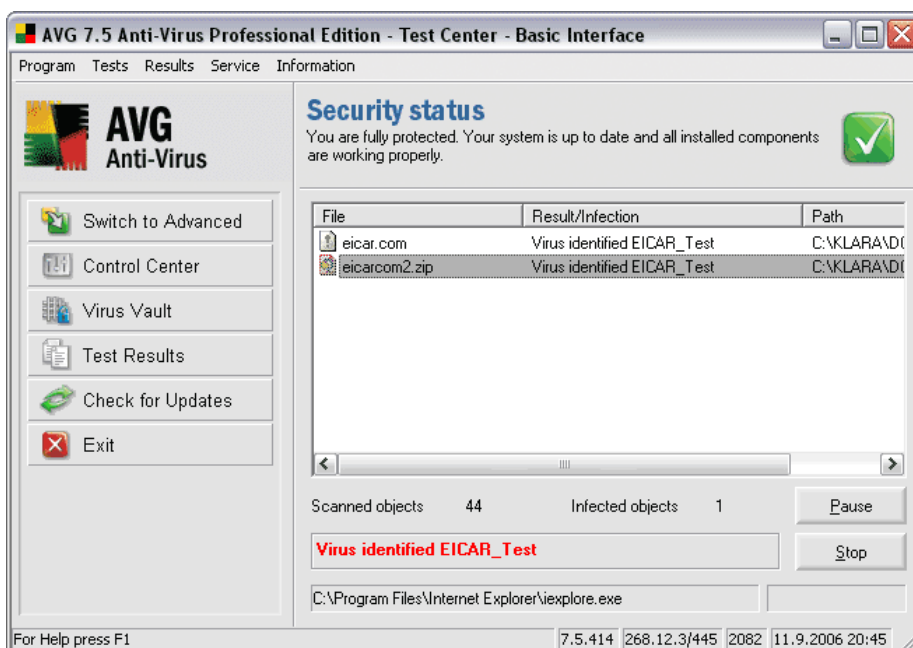 AVG 7.5 Anti-Virus Professional Edition - Test Center - Basic Interface
Program Tests Results Service Information
AVG
Anti-Virus
Switch to Advanced
Control Center
Virus Vault
Test Results
Check for Updates
Exit
Security status
You are fully protected. Your system is up to date and all installed components
are working properly.
File Result/Infection Path
eicar.com Virus identified EICAR_Test C:\KLARA\D
eicarcom2.zip Virus identified EICAR_Test C:\KLARA\D
Scanned objects 44 Infected objects 1 Pause
Virus identified EICAR_Test Stop
C:\Program Files\Internet Explorer\iexplore.exe
For Help press F1 7.5.414 268.12.3/445 2082 11.9.2006 20:45